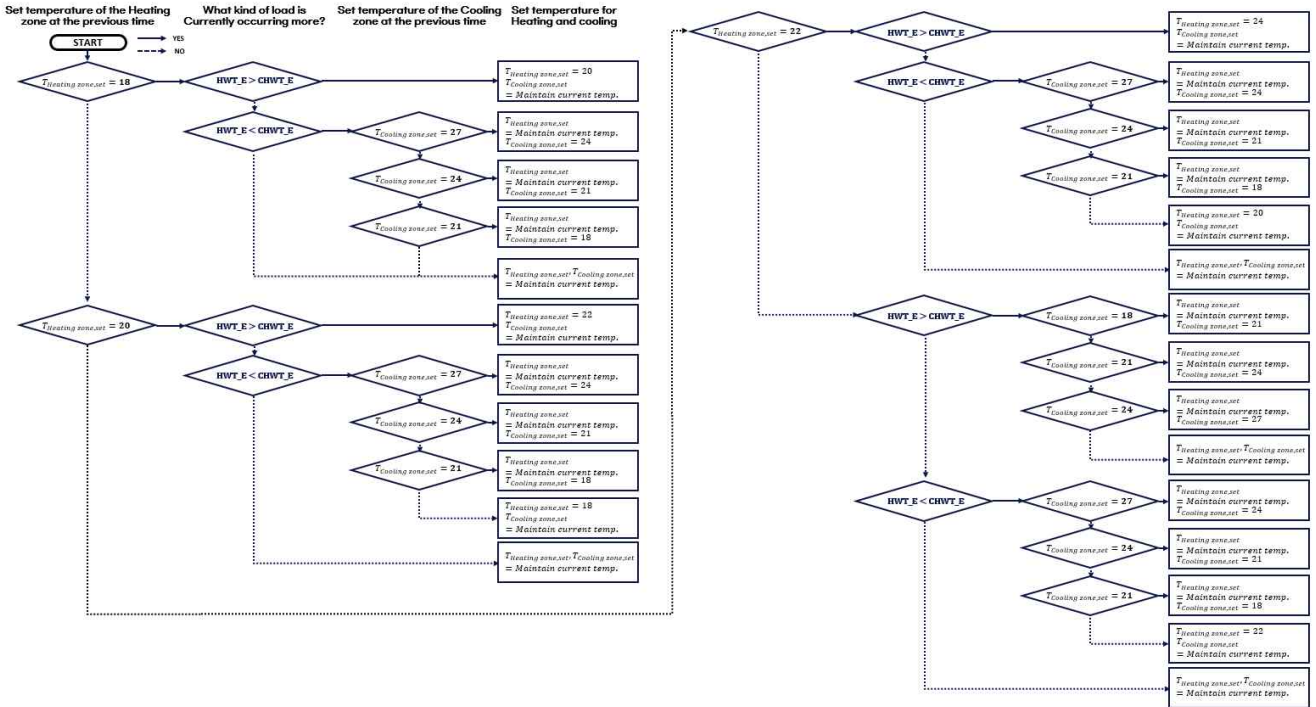 Set temperature of the Heating
zone at the previous time
What kind of load is
Currently occurring more?
Set temperature of the Cooling
zone at the previous time
Set temperature for
Heating and cooling
START
YES
NO
T_Heating zone,set = 18
HWT_E > CHWT_E
T_Heating zone,set = 20
T_Cooling zone,set
= Maintain current temp.
HWT_E < CHWT_E
T_Cooling zone,set = 27
T_Heating zone,set
= Maintain current temp.
T_Cooling zone,set = 24
T_Cooling zone,set = 24
T_Heating zone,set
= Maintain current temp.
T_Cooling zone,set = 21
T_Cooling zone,set = 21
T_Heating zone,set
= Maintain current temp.
T_Cooling zone,set = 18
T_Heating zone,set, T_Cooling zone,set
= Maintain current temp.
T_Heating zone,set = 20
HWT_E > CHWT_E
T_Heating zone,set = 22
T_Cooling zone,set
= Maintain current temp.
HWT_E < CHWT_E
T_Cooling zone,set = 27
T_Heating zone,set
= Maintain current temp.
T_Cooling zone,set = 24
T_Cooling zone,set = 24
T_Heating zone,set
= Maintain current temp.
T_Cooling zone,set = 21
T_Cooling zone,set = 21
T_Heating zone,set
= Maintain current temp.
T_Cooling zone,set = 18
T_Heating zone,set = 18
T_Cooling zone,set
= Maintain current temp.
T_Heating zone,set, T_Cooling zone,set
= Maintain current temp.
T_Heating zone,set = 22
HWT_E > CHWT_E
T_Heating zone,set = 24
T_Cooling zone,set
= Maintain current temp.
HWT_E < CHWT_E
T_Cooling zone,set = 27
T_Heating zone,set
= Maintain current temp.
T_Cooling zone,set = 24
T_Cooling zone,set = 24
T_Heating zone,set
= Maintain current temp.
T_Cooling zone,set = 21
T_Cooling zone,set = 21
T_Heating zone,set
= Maintain current temp.
T_Cooling zone,set = 18
T_Heating zone,set = 20
T_Cooling zone,set
= Maintain current temp.
T_Heating zone,set, T_Cooling zone,set
= Maintain current temp.
HWT_E > CHWT_E
T_Cooling zone,set = 18
T_Heating zone,set
= Maintain current temp.
T_Cooling zone,set = 21
T_Cooling zone,set = 21
T_Heating zone,set
= Maintain current temp.
T_Cooling zone,set = 24
T_Cooling zone,set = 24
T_Heating zone,set
= Maintain current temp.
T_Cooling zone,set = 27
T_Heating zone,set, T_Cooling zone,set
= Maintain current temp.
HWT_E < CHWT_E
T_Cooling zone,set = 27
T_Heating zone,set
= Maintain current temp.
T_Cooling zone,set = 24
T_Cooling zone,set = 24
T_Heating zone,set
= Maintain current temp.
T_Cooling zone,set = 21
T_Cooling zone,set = 21
T_Heating zone,set
= Maintain current temp.
T_Cooling zone,set = 18
T_Heating zone,set = 22
T_Cooling zone,set
= Maintain current temp.
T_Heating zone,set, T_Cooling zone,set
= Maintain current temp.